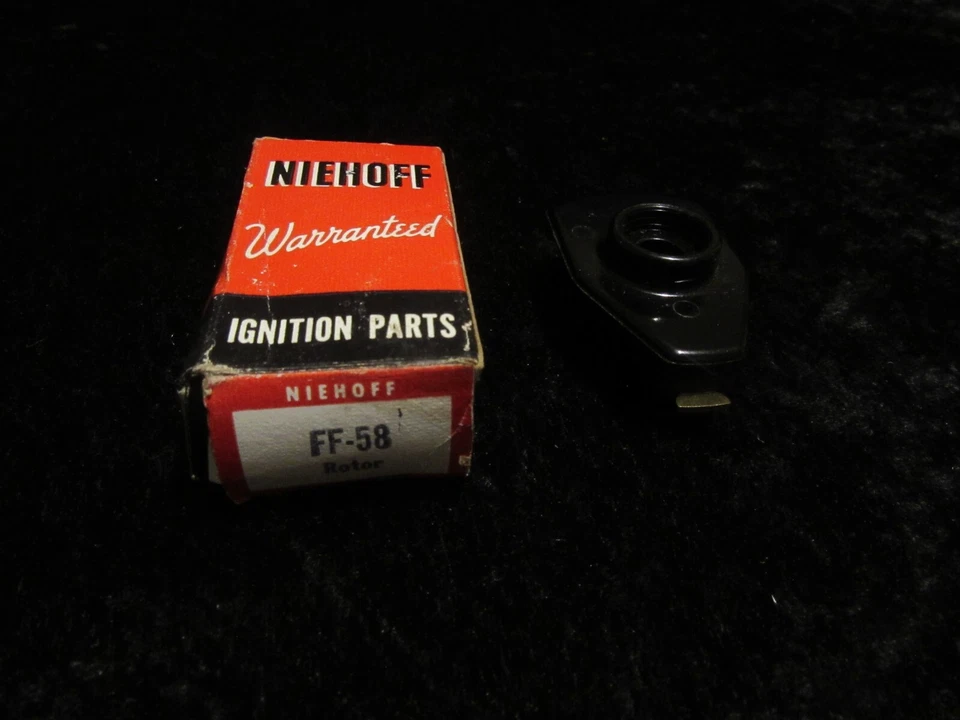 NIEHOFF
Warranteed
IGNITION PARTS
NIEHOFF
FF-58
Rotor